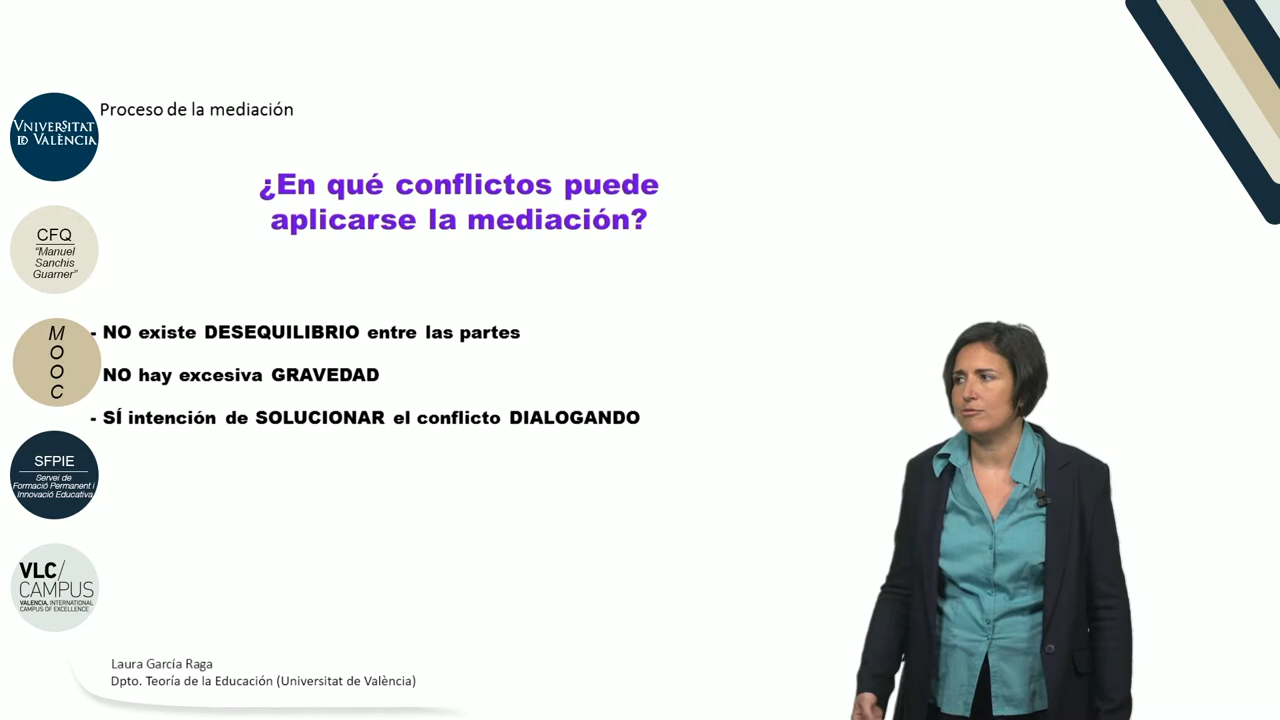 Proceso de la mediación
VNIVERSITAT
ID VALÈNCIA
¿En qué conflictos puede
aplicarse la mediación?
CFQ
"Manuel
Sanchis
Guarner"
M
O
O
C
- NO existe DESEQUILIBRIO entre las partes
NO hay excesiva GRAVEDAD
- SÍ intención de SOLUCIONAR el conflicto DIALOGANDO
SFPIE
Servei de
Formació Permanent i
Innovació Educativa
VLC/
CAMPUS
VALENCIA, INTERNATIONAL
CAMPUS OF EXCELLENCE
Laura García Raga
Dpto. Teoría de la Educación (Universitat de València)